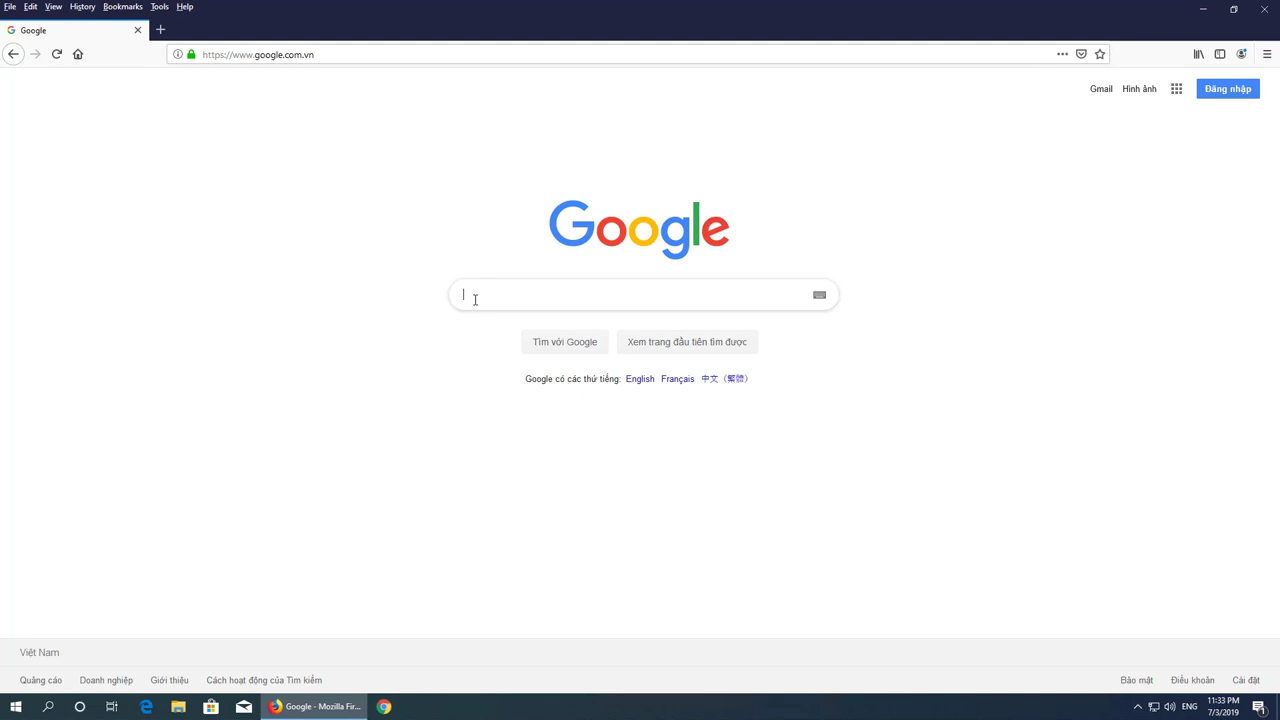 File Edit View History Bookmarks Tools Help
Google
https://www.google.com.vn
Gmail Hình ảnh Đăng nhập
Google
Tìm với Google Xem trang đầu tiên tìm được
Google có các thứ tiếng: English Français 中文（繁體）
Việt Nam
Quảng cáo Doanh nghiệp Giới thiệu Cách hoạt động của Tìm kiếm
Bảo mật Điều khoản Cài đặt
Google - Mozilla Fir...
ENG
11:33 PM
7/3/2019
1